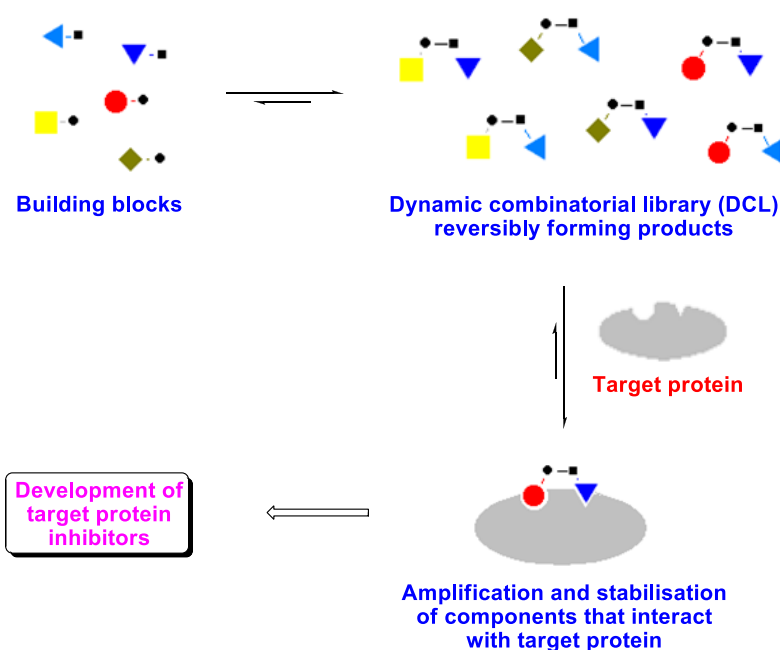 Building blocks
Dynamic combinatorial library (DCL)
reversibly forming products
Target protein
Development of
target protein
inhibitors
Amplification and stabilisation
of components that interact
with target protein